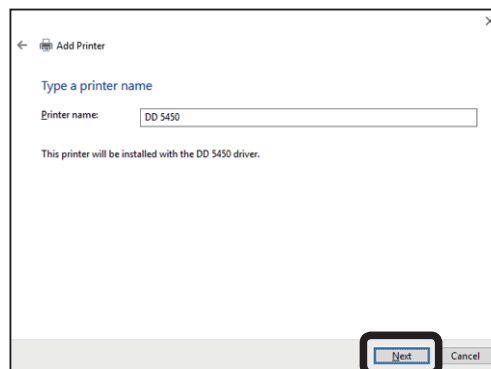 Add Printer
Type a printer name
Printer name: DD 5450
This printer will be installed with the DD 5450 driver.
Next Cancel